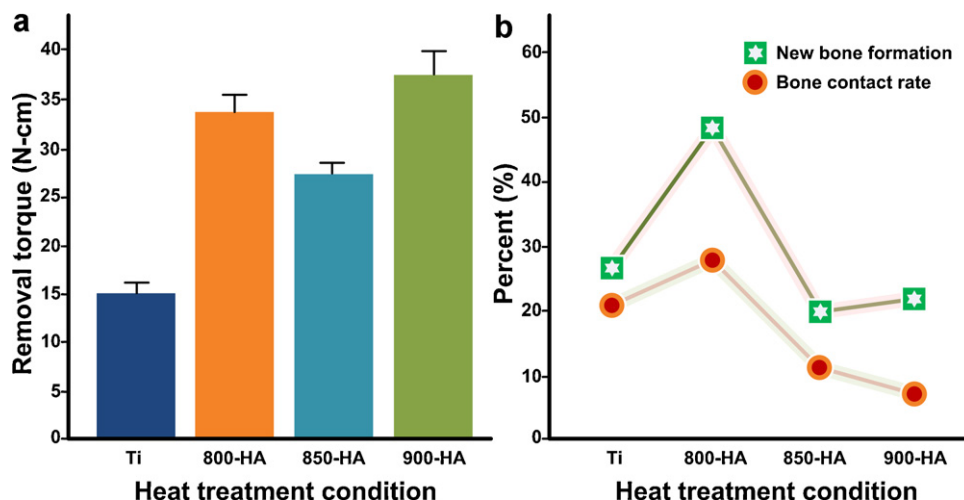 a
Removal torque (N-cm)
40
35
30
25
20
15
10
5
0
Ti 800-HA 850-HA 900-HA
Heat treatment condition
b
Percent (%)
60
50
40
30
20
10
0
New bone formation
Bone contact rate
Ti 800-HA 850-HA 900-HA
Heat treatment condition